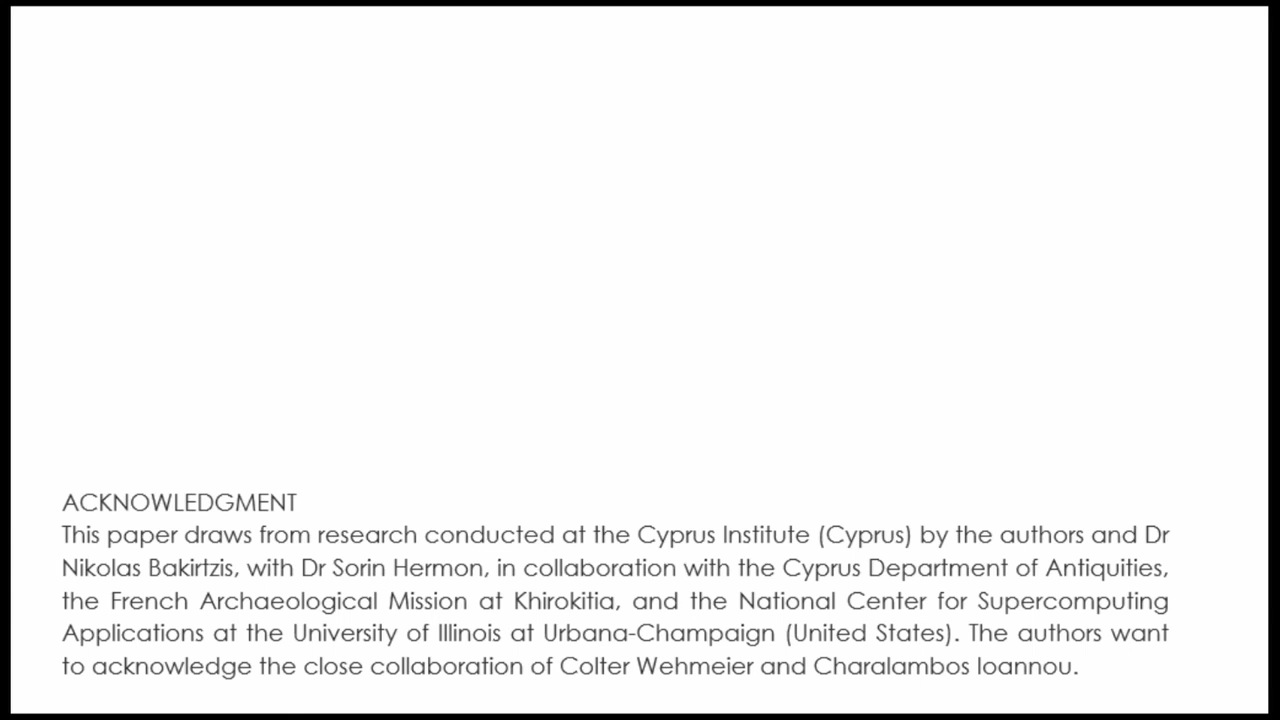 ACKNOWLEDGMENT
This paper draws from research conducted at the Cyprus Institute (Cyprus) by the authors and Dr
Nikolas Bakirtzis, with Dr Sorin Hermon, in collaboration with the Cyprus Department of Antiquities,
the French Archaeological Mission at Khirokitia, and the National Center for Supercomputing
Applications at the University of Illinois at Urbana-Champaign (United States). The authors want
to acknowledge the close collaboration of Colter Wehmeier and Charalambos Ioannou.